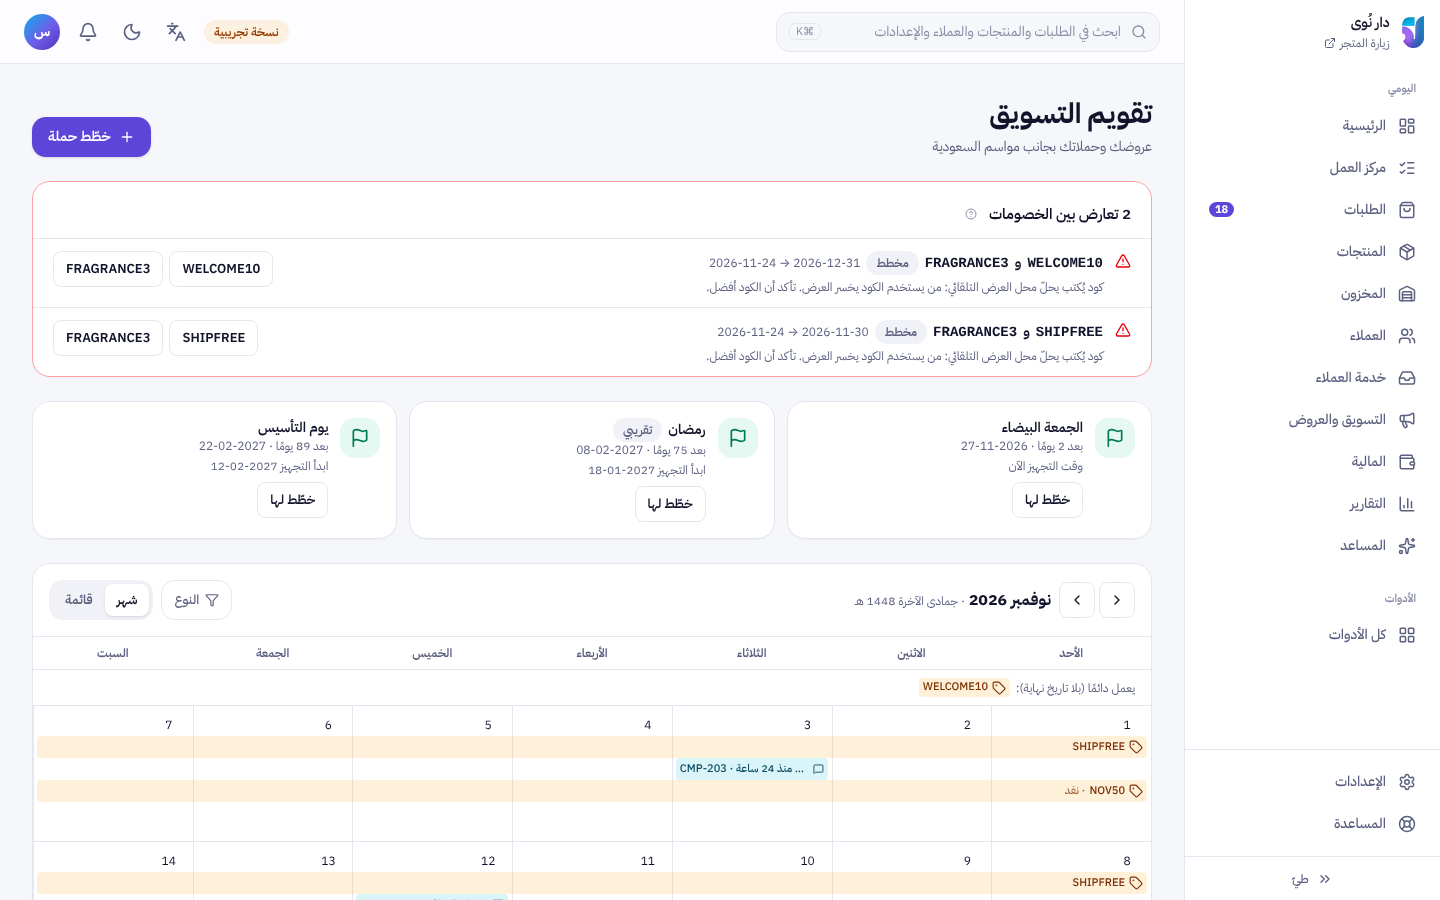 دار نُوى
زيارة المتجر
ابحث في الطلبات والمنتجات والعملاء والإعدادات
⌘K
نسخة تجريبية
س
اليومي
الرئيسية
مركز العمل
الطلبات
18
المنتجات
المخزون
العملاء
خدمة العملاء
التسويق والعروض
المالية
التقارير
المساعد
الأدوات
كل الأدوات
الإعدادات
المساعدة
طيّ
تقويم التسويق
عروضك وحملاتك بجانب مواسم السعودية
خطّط حملة
2 تعارض بين الخصومات
WELCOME10 و FRAGRANCE3 مخطط 2026-11-24 → 2026-12-31
كود يُكتب يحلّ محل العرض التلقائي: من يستخدم الكود يخسر العرض. تأكد أن الكود أفضل.
WELCOME10
FRAGRANCE3
SHIPFREE و FRAGRANCE3 مخطط 2026-11-24 → 2026-11-30
كود يُكتب يحلّ محل العرض التلقائي: من يستخدم الكود يخسر العرض. تأكد أن الكود أفضل.
SHIPFREE
FRAGRANCE3
الجمعة البيضاء
بعد 2 يومًا · 2026-11-27
وقت التجهيز الآن
خطّط لها
رمضان تقريبي
بعد 75 يومًا · 2027-02-08
ابدأ التجهيز 2027-01-18
خطّط لها
يوم التأسيس
بعد 89 يومًا · 2027-02-22
ابدأ التجهيز 2027-02-12
خطّط لها
نوفمبر 2026 · جمادى الآخرة 1448 هـ
النوع
شهر
قائمة
الأحد
الاثنين
الثلاثاء
الأربعاء
الخميس
الجمعة
السبت
يعمل دائمًا (بلا تاريخ نهاية): WELCOME10
1
2
3
4
5
6
7
SHIPFREE
CMP-203 · منذ 24 ساعة ...
NOV50 · نفد
8
9
10
11
12
13
14
SHIPFREE